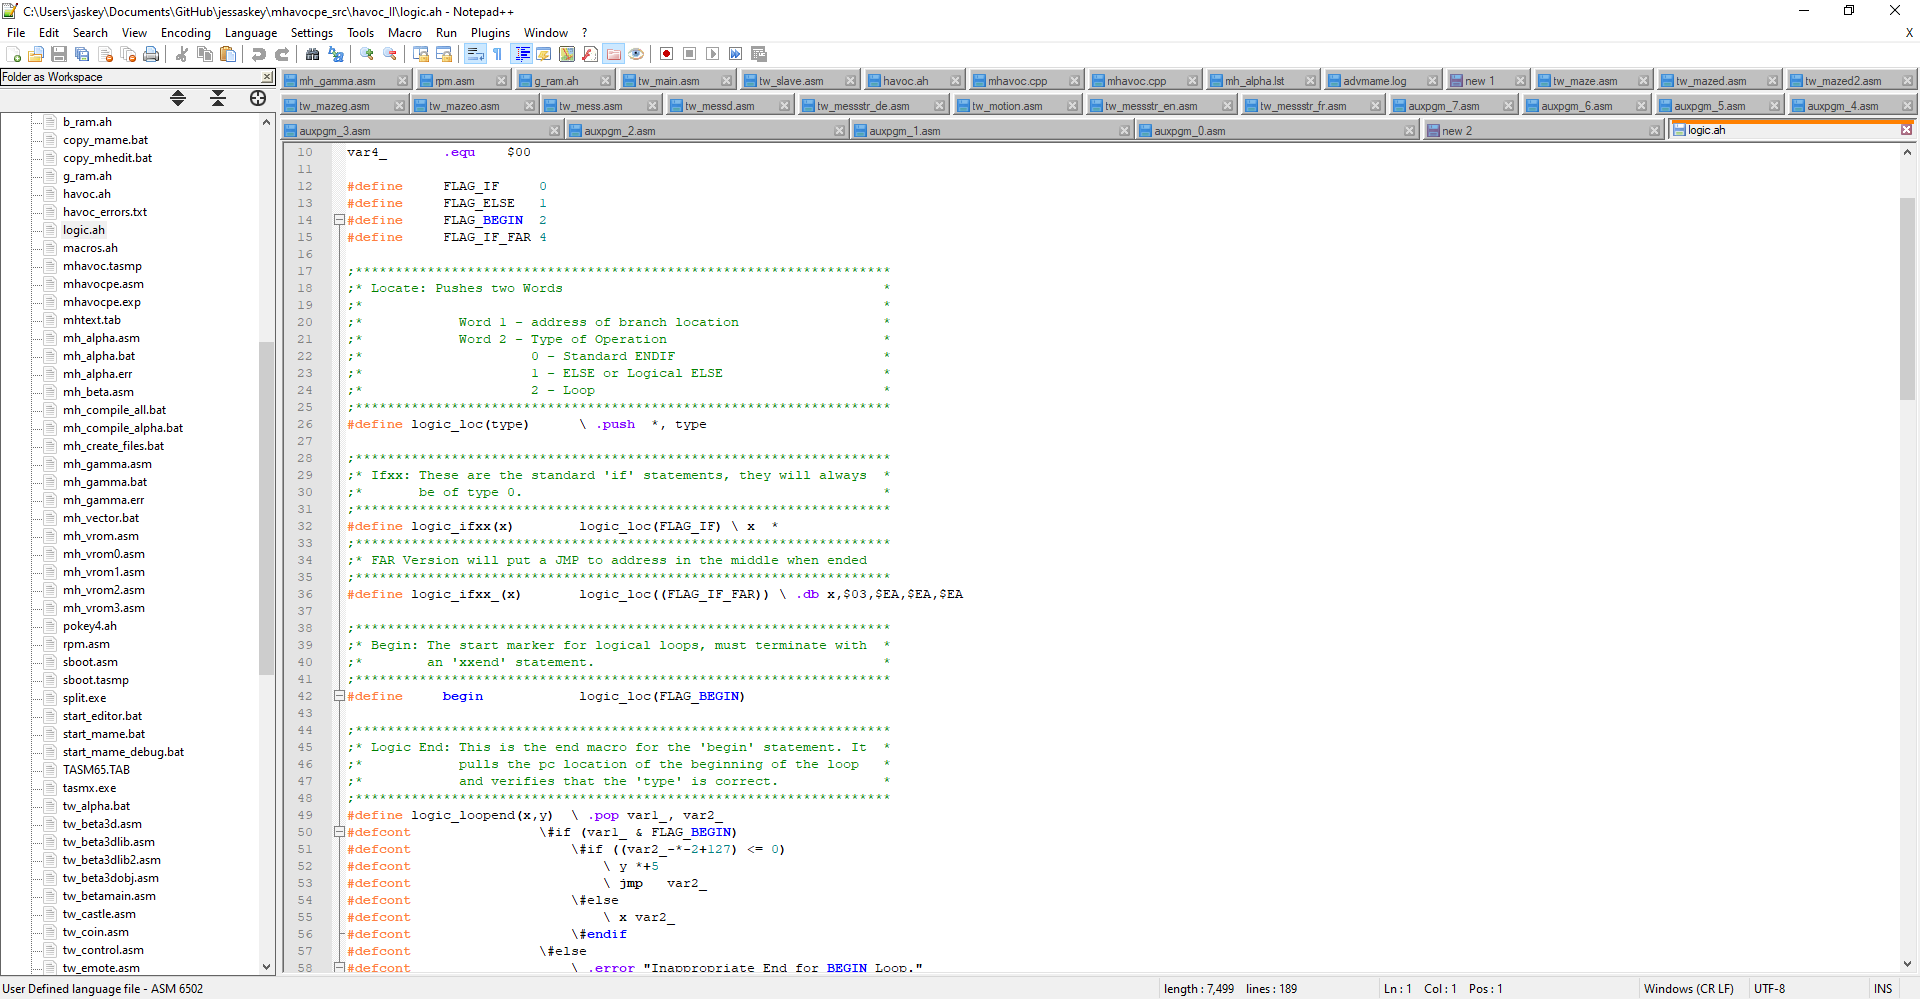 C:\Users\jaskey\Documents\GitHub\jessaskey\mhavocpe_src\havoc_II\logic.ah - Notepad++
File Edit Search View Encoding Language Settings Tools Macro Run Plugins Window ? X
Folder as Workspace
mh_gamma.asm rpm.asm g_ram.ah tw_main.asm tw_slave.asm havoc.ah mhavoc.cpp mhavoc.cpp mh_alpha.lst advmame.log new 1 tw_maze.asm tw_mazed.asm tw_mazed2.asm
tw_mazeg.asm tw_mazeo.asm tw_mess.asm tw_messd.asm tw_messtr_de.asm tw_motion.asm tw_messtr_en.asm tw_messtr_fr.asm auxpgm_7.asm auxpgm_6.asm auxpgm_5.asm auxpgm_4.asm
auxpgm_3.asm auxpgm_2.asm auxpgm_1.asm auxpgm_0.asm new 2 logic.ah
b_ram.ah
copy_mame.bat
copy_mhedit.bat
g_ram.ah
havoc.ah
havoc_errors.txt
logic.ah
macros.ah
mhavoc.tasmp
mhavocpe.asm
mhavocpe.exp
mhtext.tab
mh_alpha.asm
mh_alpha.bat
mh_alpha.err
mh_beta.asm
mh_compile_all.bat
mh_compile_alpha.bat
mh_create_files.bat
mh_gamma.asm
mh_gamma.bat
mh_gamma.err
mh_vector.bat
mh_vrom.asm
mh_vrom0.asm
mh_vrom1.asm
mh_vrom2.asm
mh_vrom3.asm
pokey4.ah
rpm.asm
sboot.asm
sboot.tasmp
split.exe
start_editor.bat
start_mame.bat
start_mame_debug.bat
TASM65.TAB
tasmx.exe
tw_alpha.bat
tw_beta3d.asm
tw_beta3dlib.asm
tw_beta3dlib2.asm
tw_beta3dobj.asm
tw_betamain.asm
tw_castle.asm
tw_coin.asm
tw_control.asm
tw_emote.asm
10 var4_ .equ $00
11
12 #define FLAG_IF 0
13 #define FLAG_ELSE 1
14 #define FLAG_BEGIN 2
15 #define FLAG_IF_FAR 4
16
17 ;*******************************************************************
18 ;* Locate: Pushes two Words *
19 ;* *
20 ;* Word 1 - address of branch location *
21 ;* Word 2 - Type of Operation *
22 ;* 0 - Standard ENDIF *
23 ;* 1 - ELSE or Logical ELSE *
24 ;* 2 - Loop *
25 ;*******************************************************************
26 #define logic_loc(type) \ .push *, type
27
28 ;*******************************************************************
29 ;* Ifxx: These are the standard 'if' statements, they will always *
30 ;* be of type 0. *
31 ;*******************************************************************
32 #define logic_ifxx(x) logic_loc(FLAG_IF) \ x *
33 ;*******************************************************************
34 ;* FAR Version will put a JMP to address in the middle when ended
35 ;*******************************************************************
36 #define logic_ifxx_(x) logic_loc((FLAG_IF_FAR)) \ .db x,$03,$EA,$EA,$EA
37
38 ;*******************************************************************
39 ;* Begin: The start marker for logical loops, must terminate with *
40 ;* an 'xxend' statement. *
41 ;*******************************************************************
42 #define begin logic_loc(FLAG_BEGIN)
43
44 ;*******************************************************************
45 ;* Logic End: This is the end macro for the 'begin' statement. It *
46 ;* pulls the pc location of the beginning of the loop *
47 ;* and verifies that the 'type' is correct. *
48 ;*******************************************************************
49 #define logic_loopend(x,y) \ .pop var1_, var2_
50 #defcont \#if (var1_ & FLAG_BEGIN)
51 #defcont \#if ((var2_-*-2+127) <= 0)
52 #defcont \ y *+5
53 #defcont \ jmp var2_
54 #defcont \#else
55 #defcont \ x var2_
56 #defcont \#endif
57 #defcont \#else
58 #defcont \ .error "Inappropriate End for BEGIN Loop."
User Defined language file - ASM 6502 length : 7,499 lines : 189 Ln : 1 Col : 1 Pos : 1 Windows (CR LF) UTF-8 INS